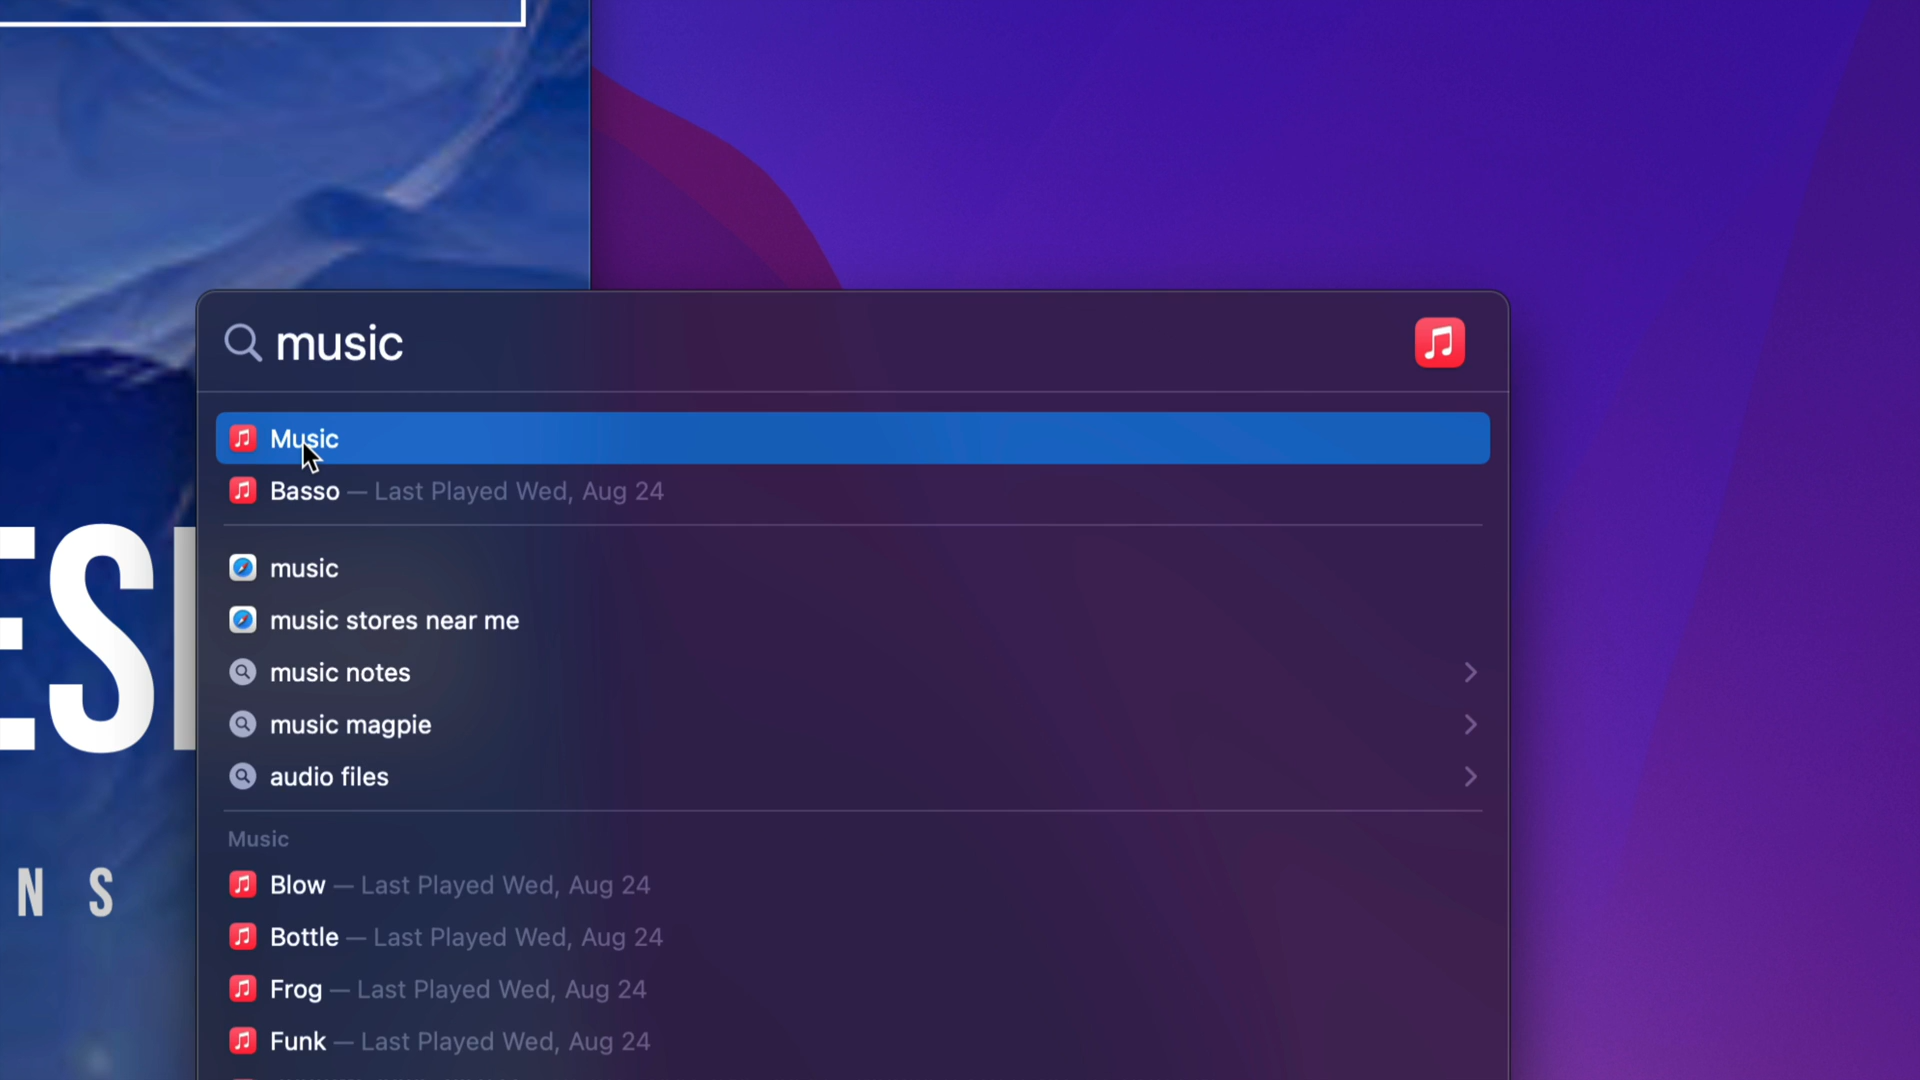 music
Music
Basso — Last Played Wed, Aug 24
music
music stores near me
music notes
music magpie
audio files
Music
Blow — Last Played Wed, Aug 24
Bottle — Last Played Wed, Aug 24
Frog — Last Played Wed, Aug 24
Funk — Last Played Wed, Aug 24
ES
N S